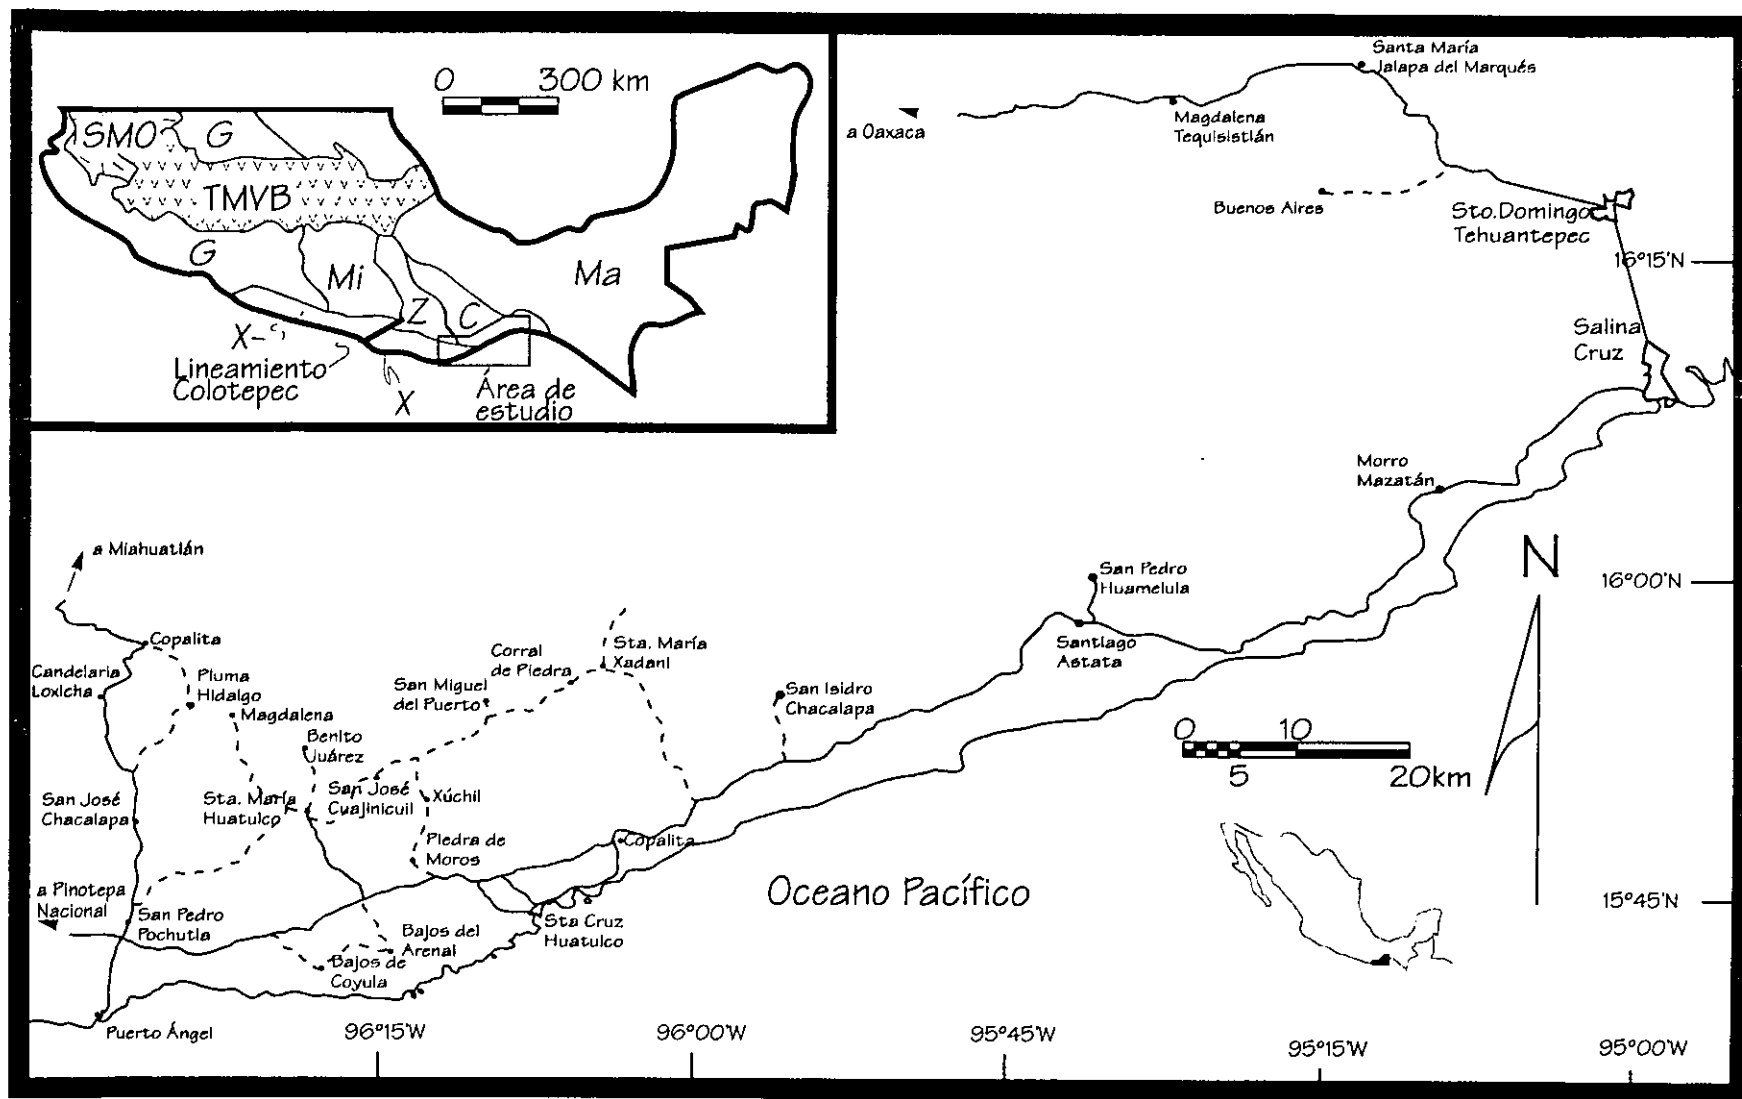 0 300 km
SMO
G
TMVB
G
Mi
Z
C
Ma
X-c
Lineamiento
Colotepec
X
Área de
estudio
Santa María
Jalapa del Marqués
a Oaxaca
Magdalena
Tequisistlán
Buenos Aires
Sto.Domingo
Tehuantepec
16°15'N
Salina
Cruz
Morro
Mazatán
N
16°00'N
a Miahuatlán
San Pedro
Huamelula
Santiago
Astata
Copalita
Candelaria
Loxicha
Pluma
Hidalgo
Magdalena
Benito
Juárez
San Miguel
del Puerto
Corral
de Piedra
Sta. María
Xadani
San Isidro
Chacalapa
0 10
5 20km
San José
Chacalapa
Sta. María
Huatulco
San José
Cuajinicuil
Xúchil
Piedra de
Moros
Copalita
a Pinotepa
Nacional
San Pedro
Pochutla
Bajos del
Arenal
Bajos de
Coyula
Sta Cruz
Huatulco
Oceano Pacífico
15°45'N
Puerto Ángel
96°15'W
96°00'W
95°45'W
95°15'W
95°00'W